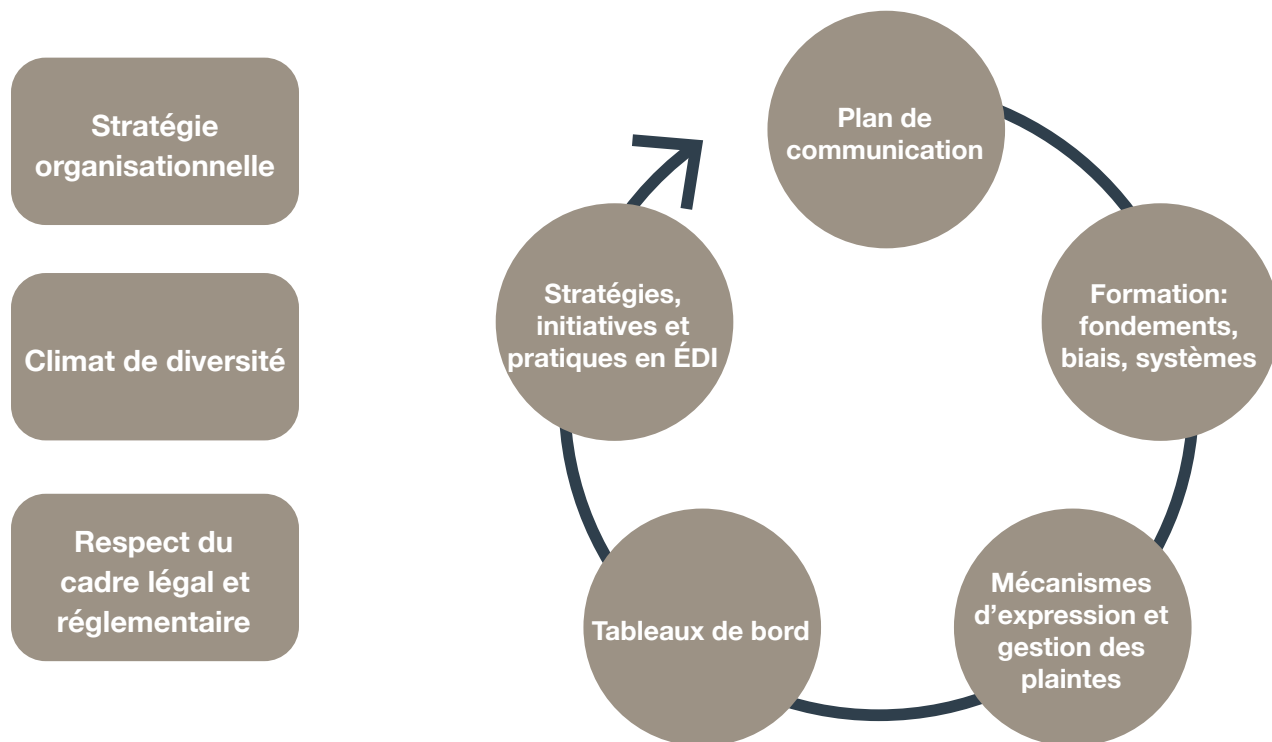 Stratégie
organisationnelle
Climat de diversité
Respect du
cadre légal et
réglementaire
Plan de
communication
Formation:
fondements,
biais, systèmes
Mécanismes
d’expression et
gestion des
plaintes
Tableaux de bord
Stratégies,
initiatives et
pratiques en ÉDI